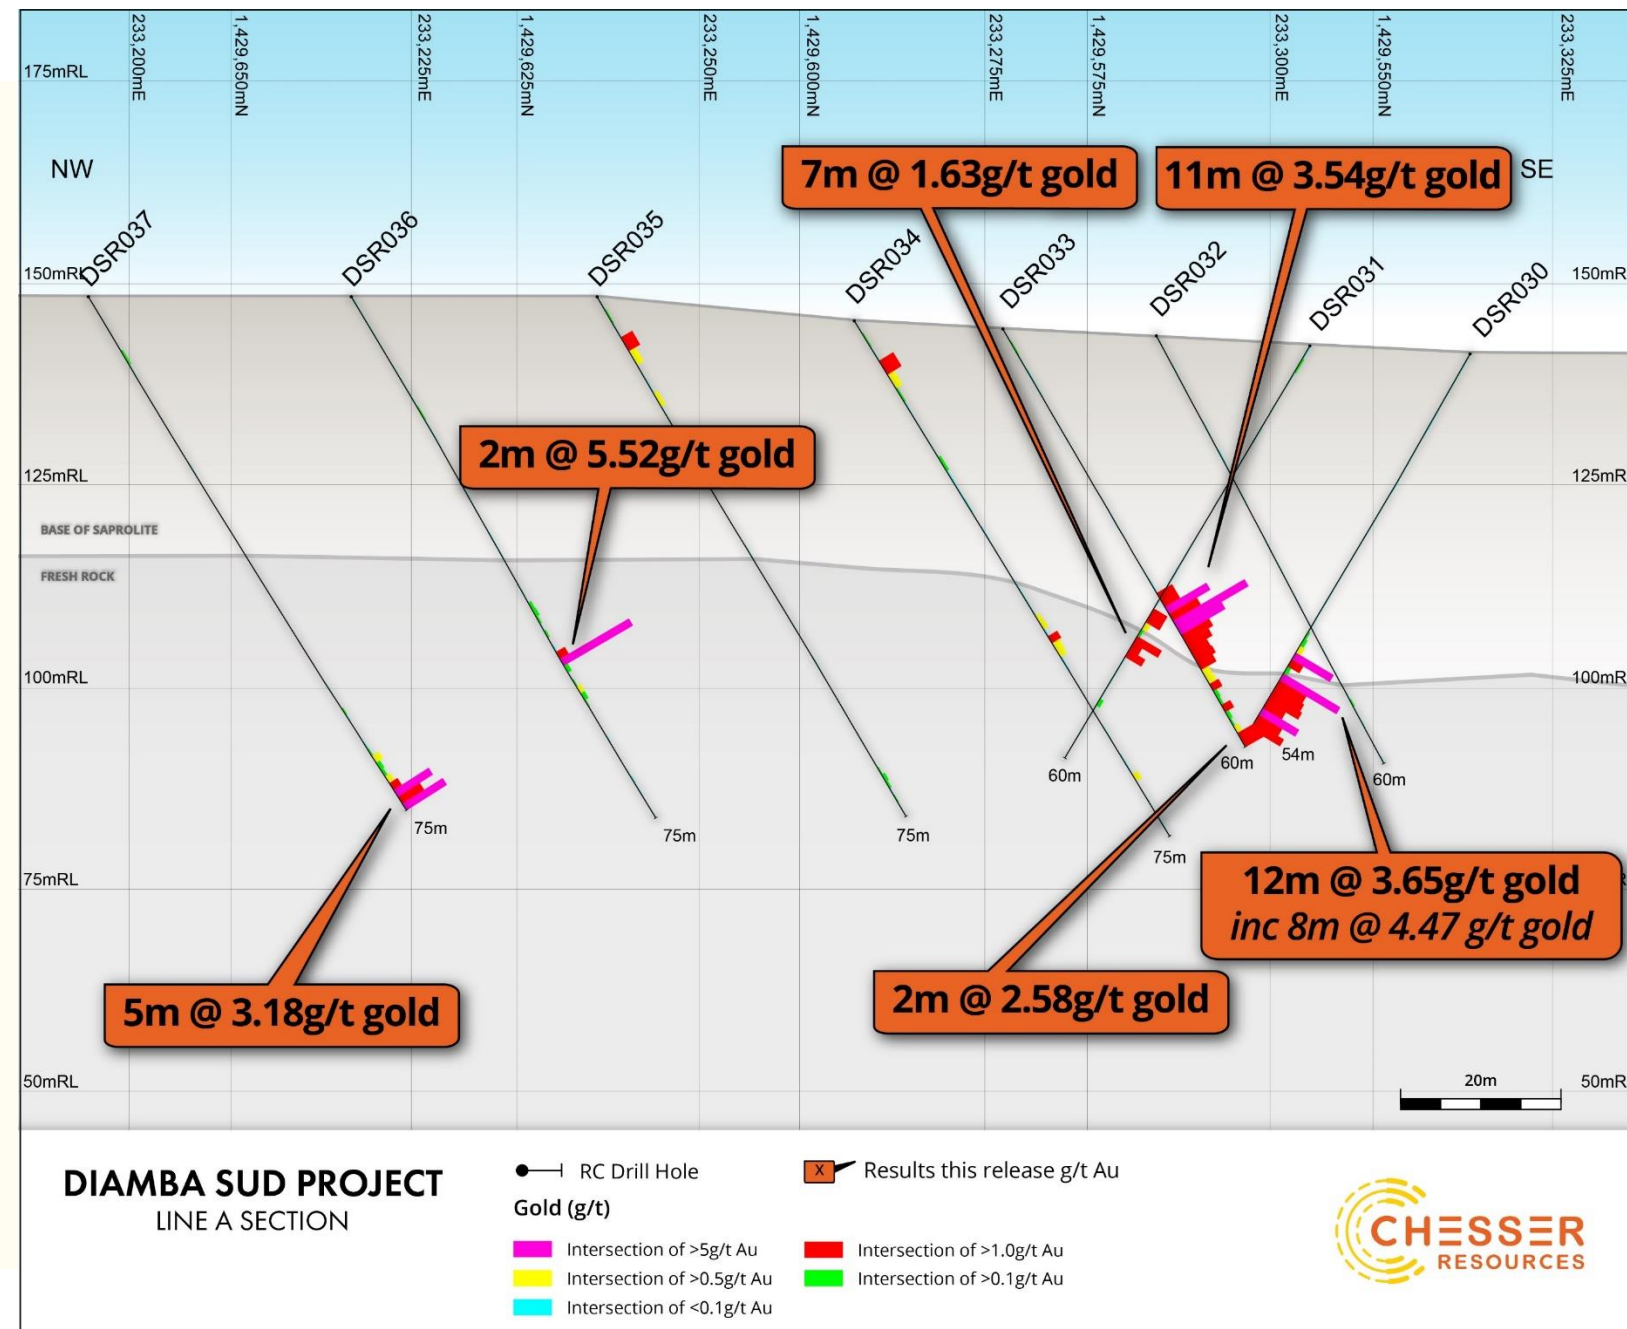 233,200mE
1,429,650mN
233,225mE
1,429,625mN
233,250mE
1,429,600mN
233,275mE
1,429,575mN
233,300mE
1,429,550mN
233,325mE
175mRL
NW
7m @ 1.63g/t gold
11m @ 3.54g/t gold
SE
DSR037
DSR036
DSR035
DSR034
DSR033
DSR032
DSR031
DSR030
150mRL
150mR
2m @ 5.52g/t gold
125mRL
125mR
BASE OF SAPROLITE
FRESH ROCK
100mRL
100mR
60m
60m
54m
60m
75m
75m
75m
75m
75mRL
12m @ 3.65g/t gold
inc 8m @ 4.47 g/t gold
5m @ 3.18g/t gold
2m @ 2.58g/t gold
50mRL
20m
50mR
DIAMBA SUD PROJECT
LINE A SECTION
RC Drill Hole
X
Results this release g/t Au
Gold (g/t)
Intersection of >5g/t Au
Intersection of >1.0g/t Au
Intersection of >0.5g/t Au
Intersection of >0.1g/t Au
Intersection of <0.1g/t Au
CHESSER
RESOURCES